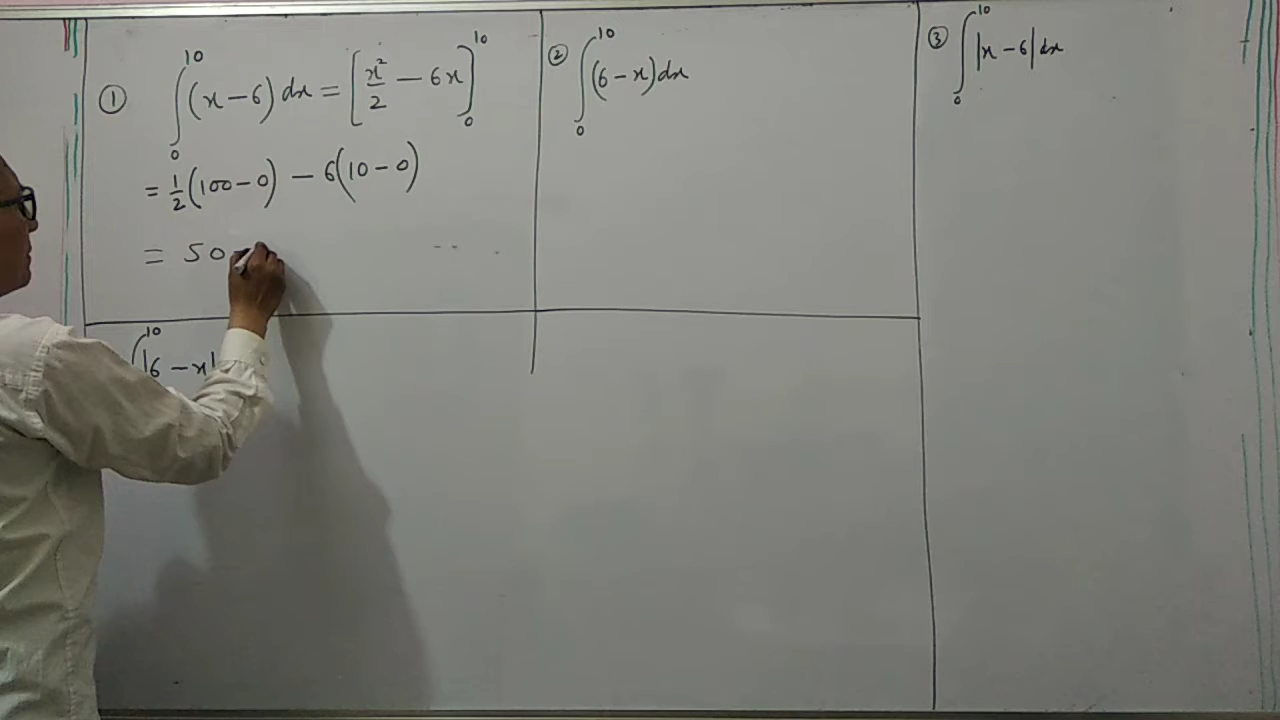 ① ∫₀¹⁰ (x − 6) dx = [x²/2 − 6x]₀¹⁰
= 1/2 (100 − 0) − 6(10 − 0)
= 50
② ∫₀¹⁰ (6 − x) dx
③ ∫₀¹⁰ |x − 6| dx
∫¹⁰ |6 − x|